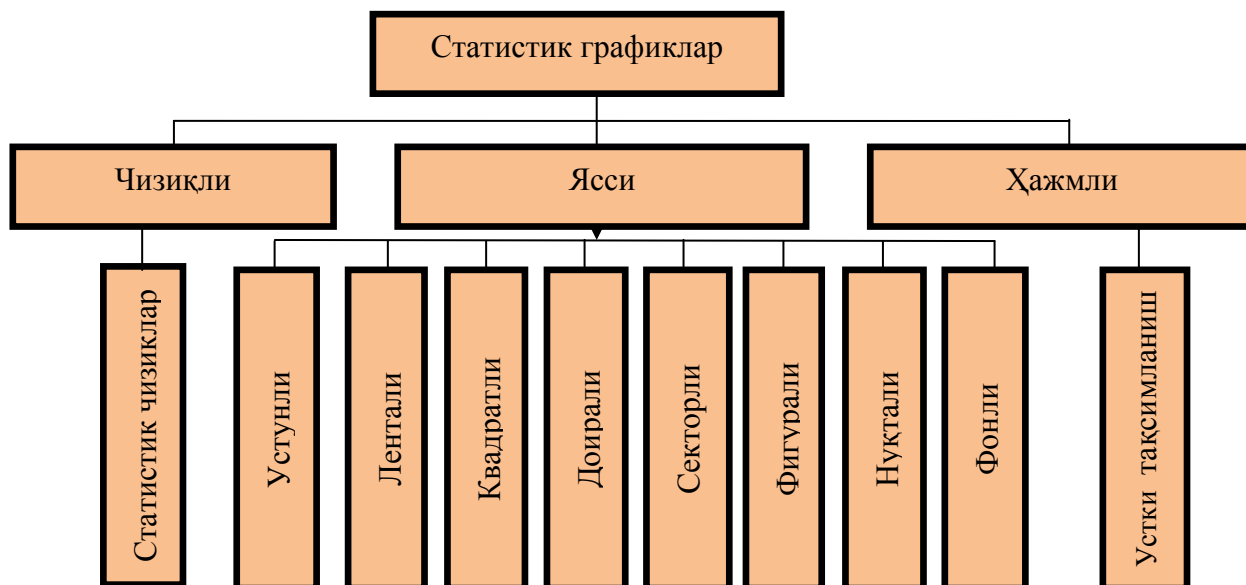 Статистик графиклар
Чизиқли
Ясси
Ҳажмли
Статистик чизиклар
Устунли
Лентали
Квадратли
Доирали
Секторли
Фигурали
Нуқтали
Фонли
Устки тақсимланиш